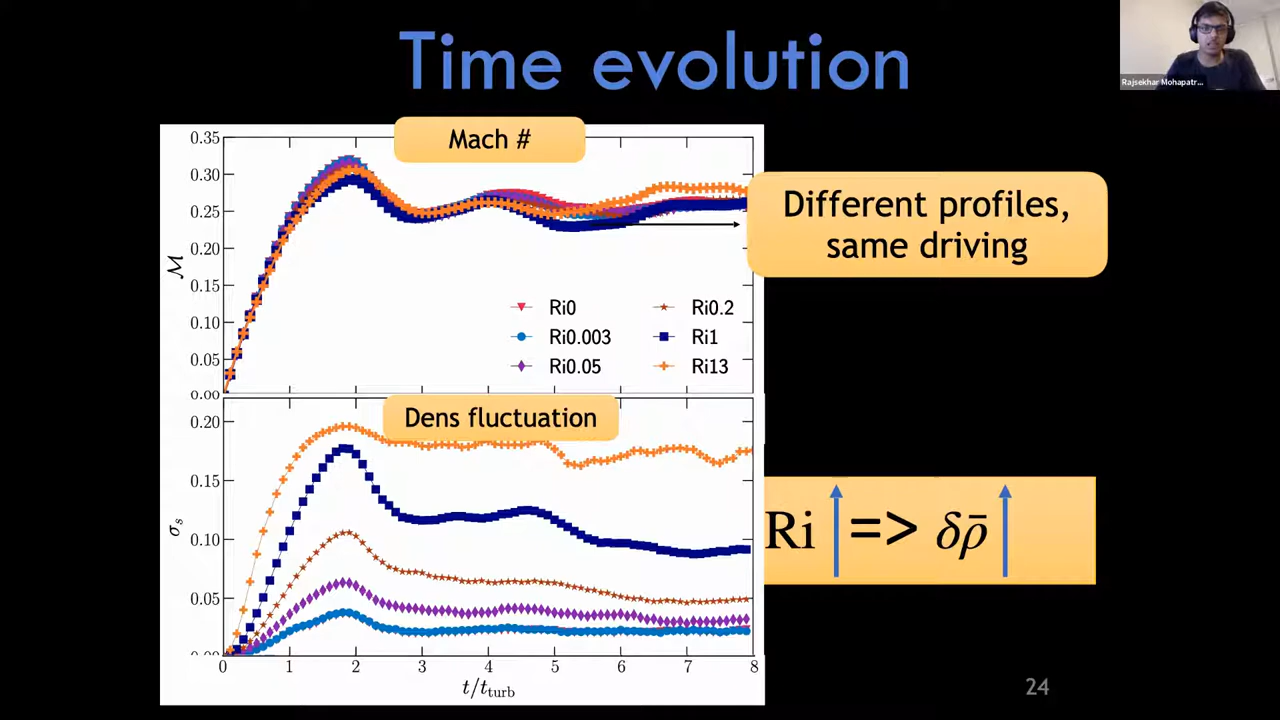 Time evolution
Rajsekhar Mohapatr...
Mach #
0.35
0.30
0.25
0.20
0.15
0.10
0.05
0.00
ℳ
Different profiles,
same driving
Ri0
Ri0.003
Ri0.05
Ri0.2
Ri1
Ri13
Dens fluctuation
0.20
0.15
0.10
0.05
0.00
σs
Ri => δρ̄
0 1 2 3 4 5 6 7 8
t/tturb
24